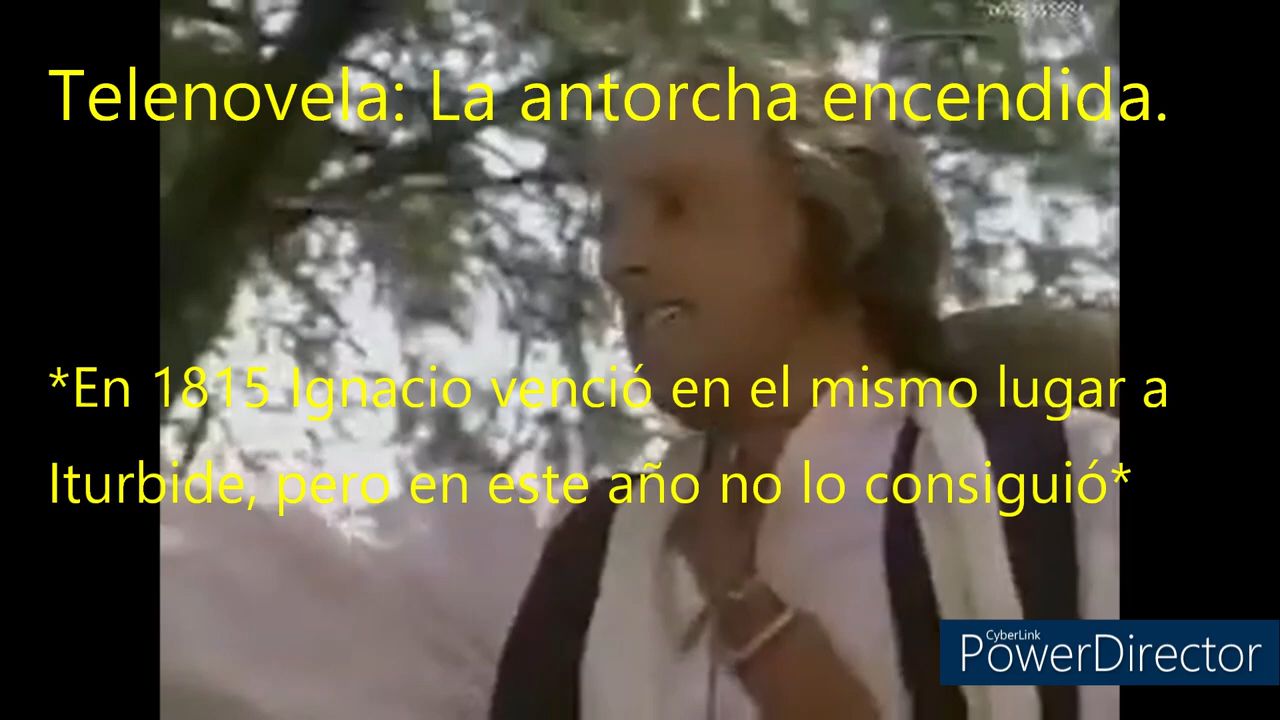 Telenovela: La antorcha encendida.
*En 1815 Ignacio venció en el mismo lugar a
Iturbide, pero en este año no lo consiguió*
CyberLink
PowerDirector